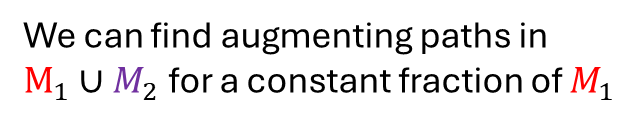 We can find augmenting paths in
M₁ ∪ M₂ for a constant fraction of M₁